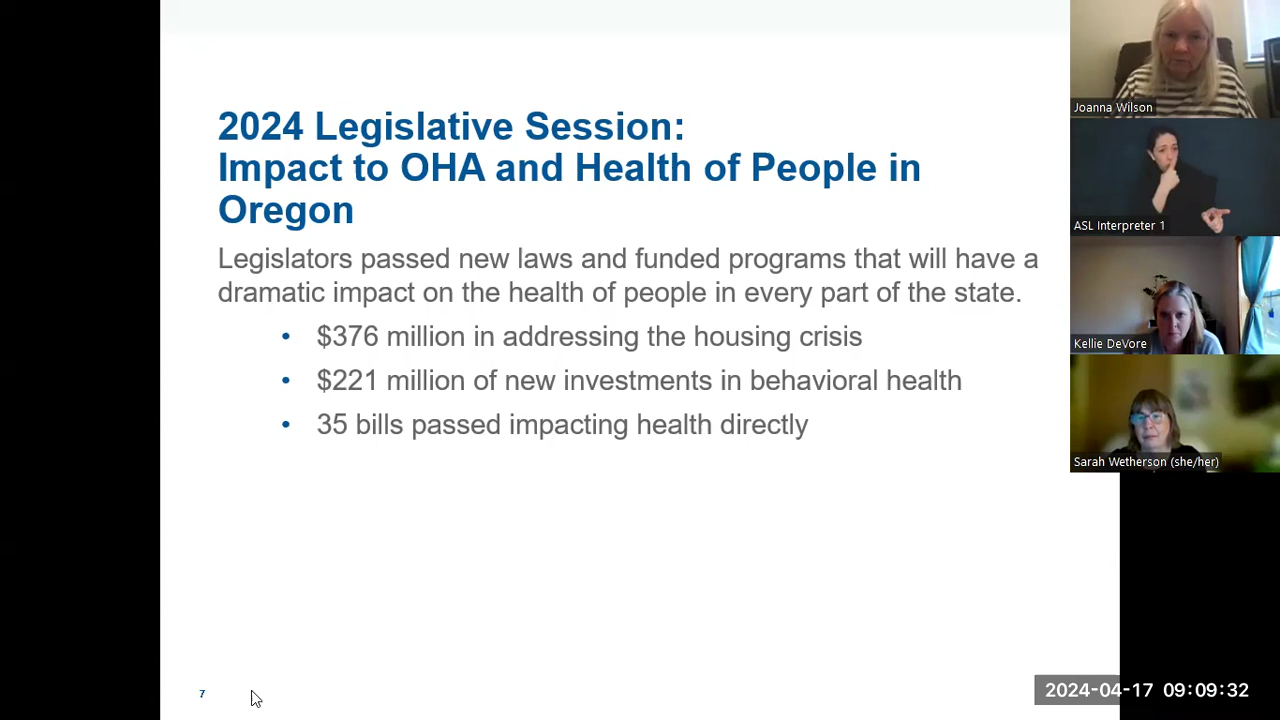 2024 Legislative Session:
Impact to OHA and Health of People in
Oregon
Legislators passed new laws and funded programs that will have a
dramatic impact on the health of people in every part of the state.
• $376 million in addressing the housing crisis
• $221 million of new investments in behavioral health
• 35 bills passed impacting health directly
7
Joanna Wilson
ASL Interpreter 1
Kellie DeVore
Sarah Wetherson (she/her)
2024-04-17 09:09:32